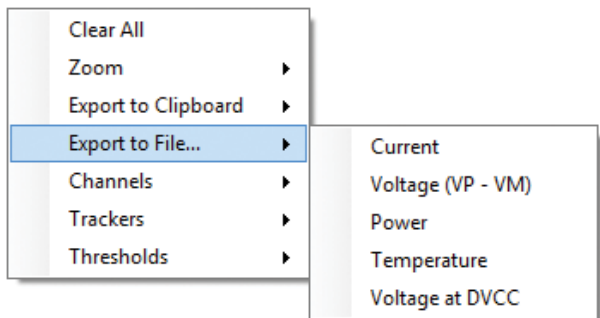 Clear All
Zoom
Export to Clipboard
Export to File...
Channels
Trackers
Thresholds
Current
Voltage (VP - VM)
Power
Temperature
Voltage at DVCC